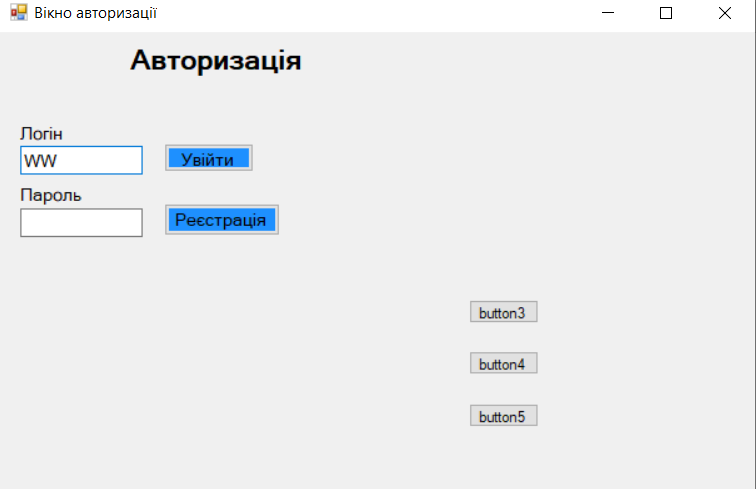 Вікно авторизації
Авторизація
Логін
WW
Увійти
Пароль
Реєстрація
button3
button4
button5